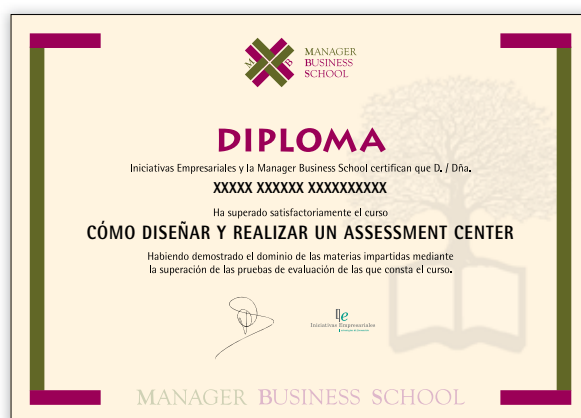 M B
MANAGER
BUSINESS
SCHOOL
DIPLOMA
Iniciativas Empresariales y la Manager Business School certifican que D. / Dña.
XXXXX XXXXXX XXXXXXXXXX
Ha superado satisfactoriamente el curso
CÓMO DISEÑAR Y REALIZAR UN ASSESSMENT CENTER
Habiendo demostrado el dominio de las materias impartidas mediante
la superación de las pruebas de evaluación de las que consta el curso.
Iniciativas Empresariales
MANAGER BUSINESS SCHOOL